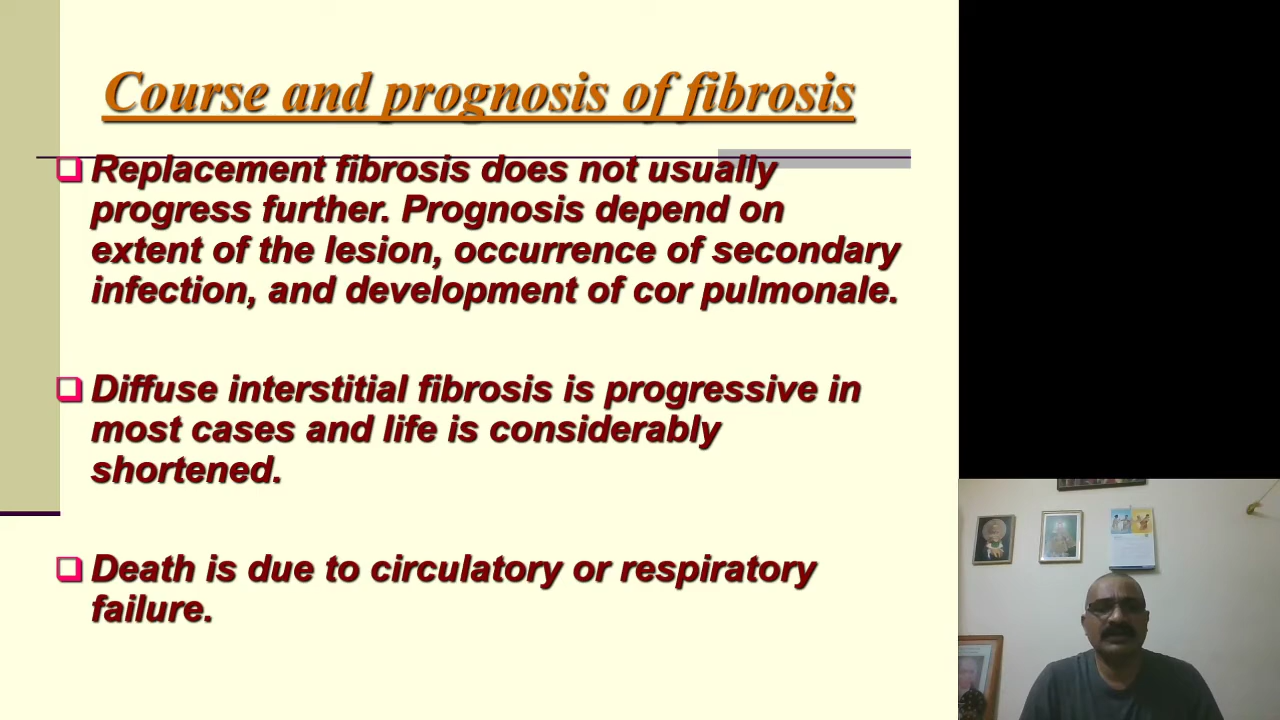 Course and prognosis of fibrosis
Replacement fibrosis does not usually
progress further. Prognosis depend on
extent of the lesion, occurrence of secondary
infection, and development of cor pulmonale.
Diffuse interstitial fibrosis is progressive in
most cases and life is considerably
shortened.
Death is due to circulatory or respiratory
failure.